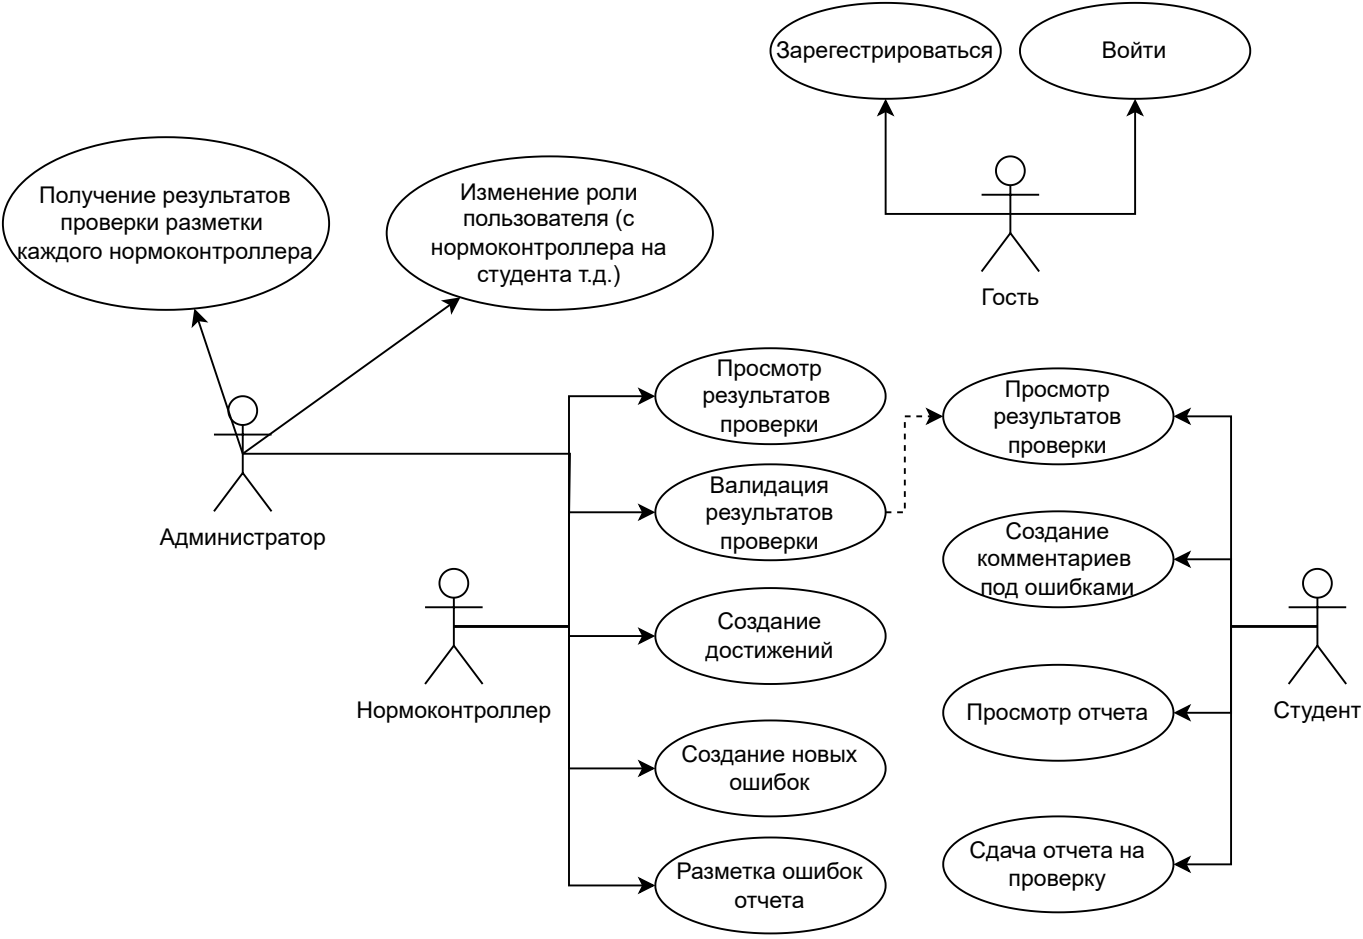 Зарегестрироваться
Войти
Гость
Получение результатов
проверки разметки
каждого нормоконтроллера
Изменение роли
пользователя (с
нормоконтроллера на
студента т.д.)
Администратор
Нормоконтроллер
Просмотр
результатов
проверки
Валидация
результатов
проверки
Создание
достижений
Создание новых
ошибок
Разметка ошибок
отчета
Просмотр
результатов
проверки
Создание
комментариев
под ошибками
Просмотр отчета
Сдача отчета на
проверку
Студент